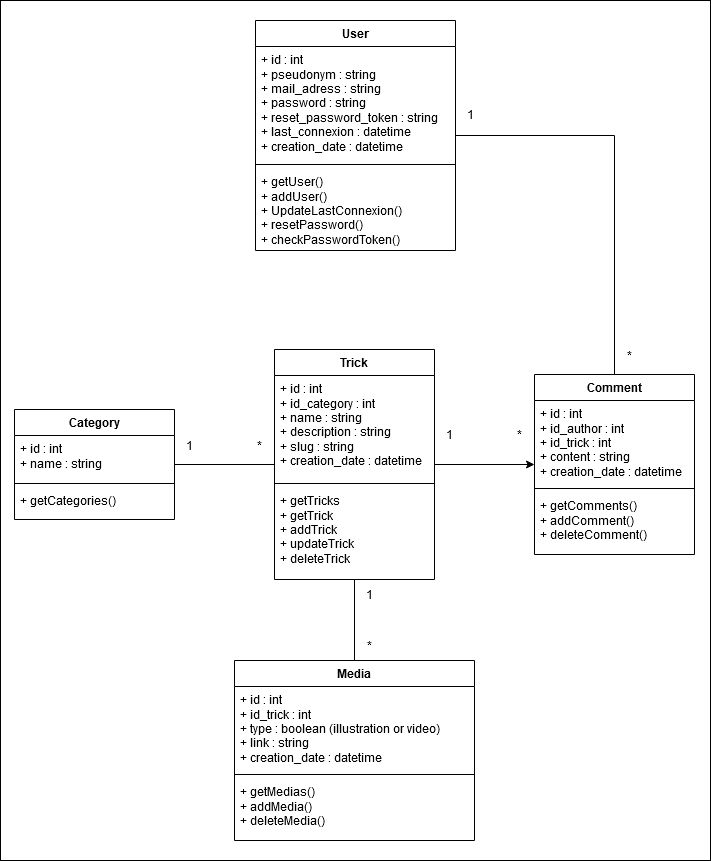 User
+ id : int
+ pseudonym : string
+ mail_adress : string
+ password : string
+ reset_password_token : string
+ last_connexion : datetime
+ creation_date : datetime
+ getUser()
+ addUser()
+ UpdateLastConnexion()
+ resetPassword()
+ checkPasswordToken()
1
*
Category
+ id : int
+ name : string
+ getCategories()
1
*
Trick
+ id : int
+ id_category : int
+ name : string
+ description : string
+ slug : string
+ creation_date : datetime
+ getTricks
+ getTrick
+ addTrick
+ updateTrick
+ deleteTrick
1
*
Comment
+ id : int
+ id_author : int
+ id_trick : int
+ content : string
+ creation_date : datetime
+ getComments()
+ addComment()
+ deleteComment()
1
*
Media
+ id : int
+ id_trick : int
+ type : boolean (illustration or video)
+ link : string
+ creation_date : datetime
+ getMedias()
+ addMedia()
+ deleteMedia()